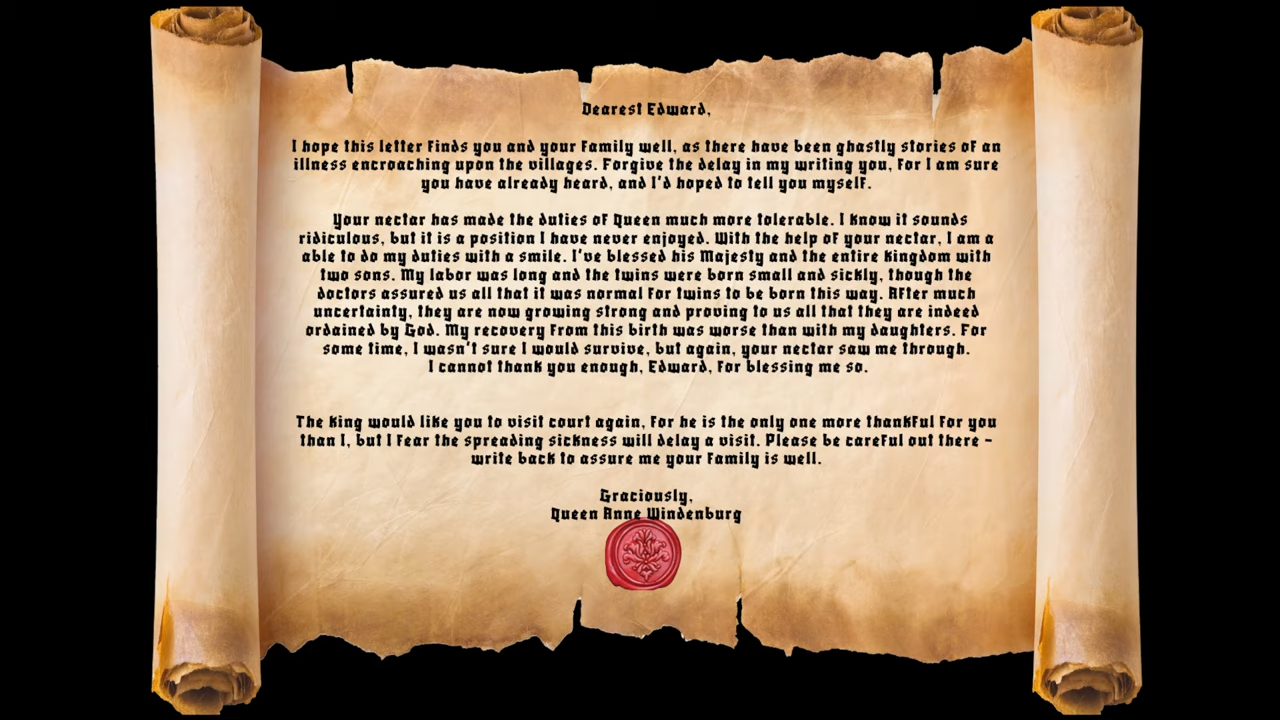 Dearest Edward,
I hope this letter finds you and your family well, as there have been ghastly stories of an
illness encroaching upon the villages. Forgive the delay in my writing you, for I am sure
you have already heard, and I'd hoped to tell you myself.
Your nectar has made the duties of Queen much more tolerable. I know it sounds
ridiculous, but it is a position I have never enjoyed. With the help of your nectar, I am a
able to do my duties with a smile. I've blessed his Majesty and the entire kingdom with
two sons. My labor was long and the twins were born small and sickly, though the
doctors assured us all that it was normal for twins to be born this way. After much
uncertainty, they are now growing strong and proving to us all that they are indeed
ordained by God. My recovery from this birth was worse than with my daughters. For
some time, I wasn't sure I would survive, but again, your nectar saw me through.
I cannot thank you enough, Edward, for blessing me so.
The King would like you to visit court again, for he is the only one more thankful for you
than I, but I fear the spreading sickness will delay a visit. Please be careful out there -
write back to assure me your family is well.
Graciously,
Queen Anne Windenburg